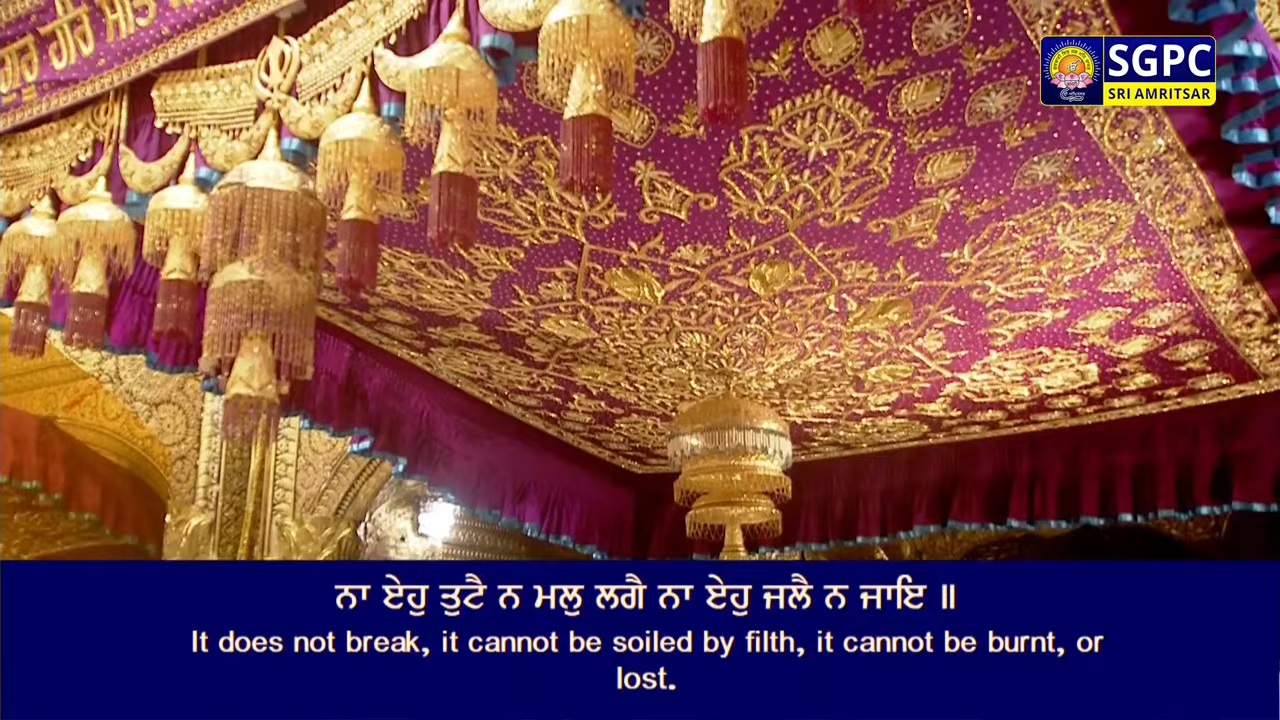 ਗੁਰੂ ਹਰਿ
SGPC
SRI AMRITSAR
ਨਾ ਏਹੁ ਤੁਟੈ ਨ ਮਲੁ ਲਗੈ ਨਾ ਏਹੁ ਜਲੈ ਨ ਜਾਇ ॥
It does not break, it cannot be soiled by filth, it cannot be burnt, or
lost.